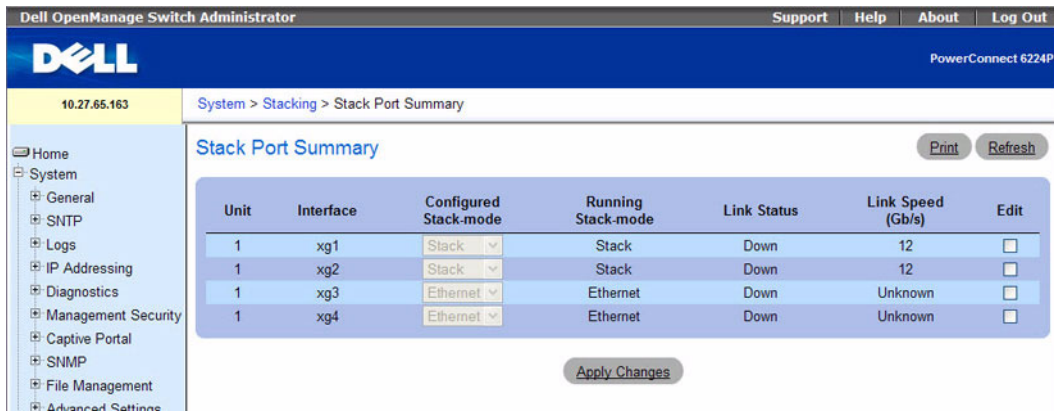 Dell OpenManage Switch Administrator
Support | Help | About | Log Out
DELL
PowerConnect 6224P
10.27.65.163
System > Stacking > Stack Port Summary
Home
System
General
SNTP
Logs
IP Addressing
Diagnostics
Management Security
Captive Portal
SNMP
File Management
Advanced Settings
Stack Port Summary
Print Refresh
Unit Interface Configured Stack-mode Running Stack-mode Link Status Link Speed (Gb/s) Edit
1 xg1 Stack Stack Down 12
1 xg2 Stack Stack Down 12
1 xg3 Ethernet Ethernet Down Unknown
1 xg4 Ethernet Ethernet Down Unknown
Apply Changes